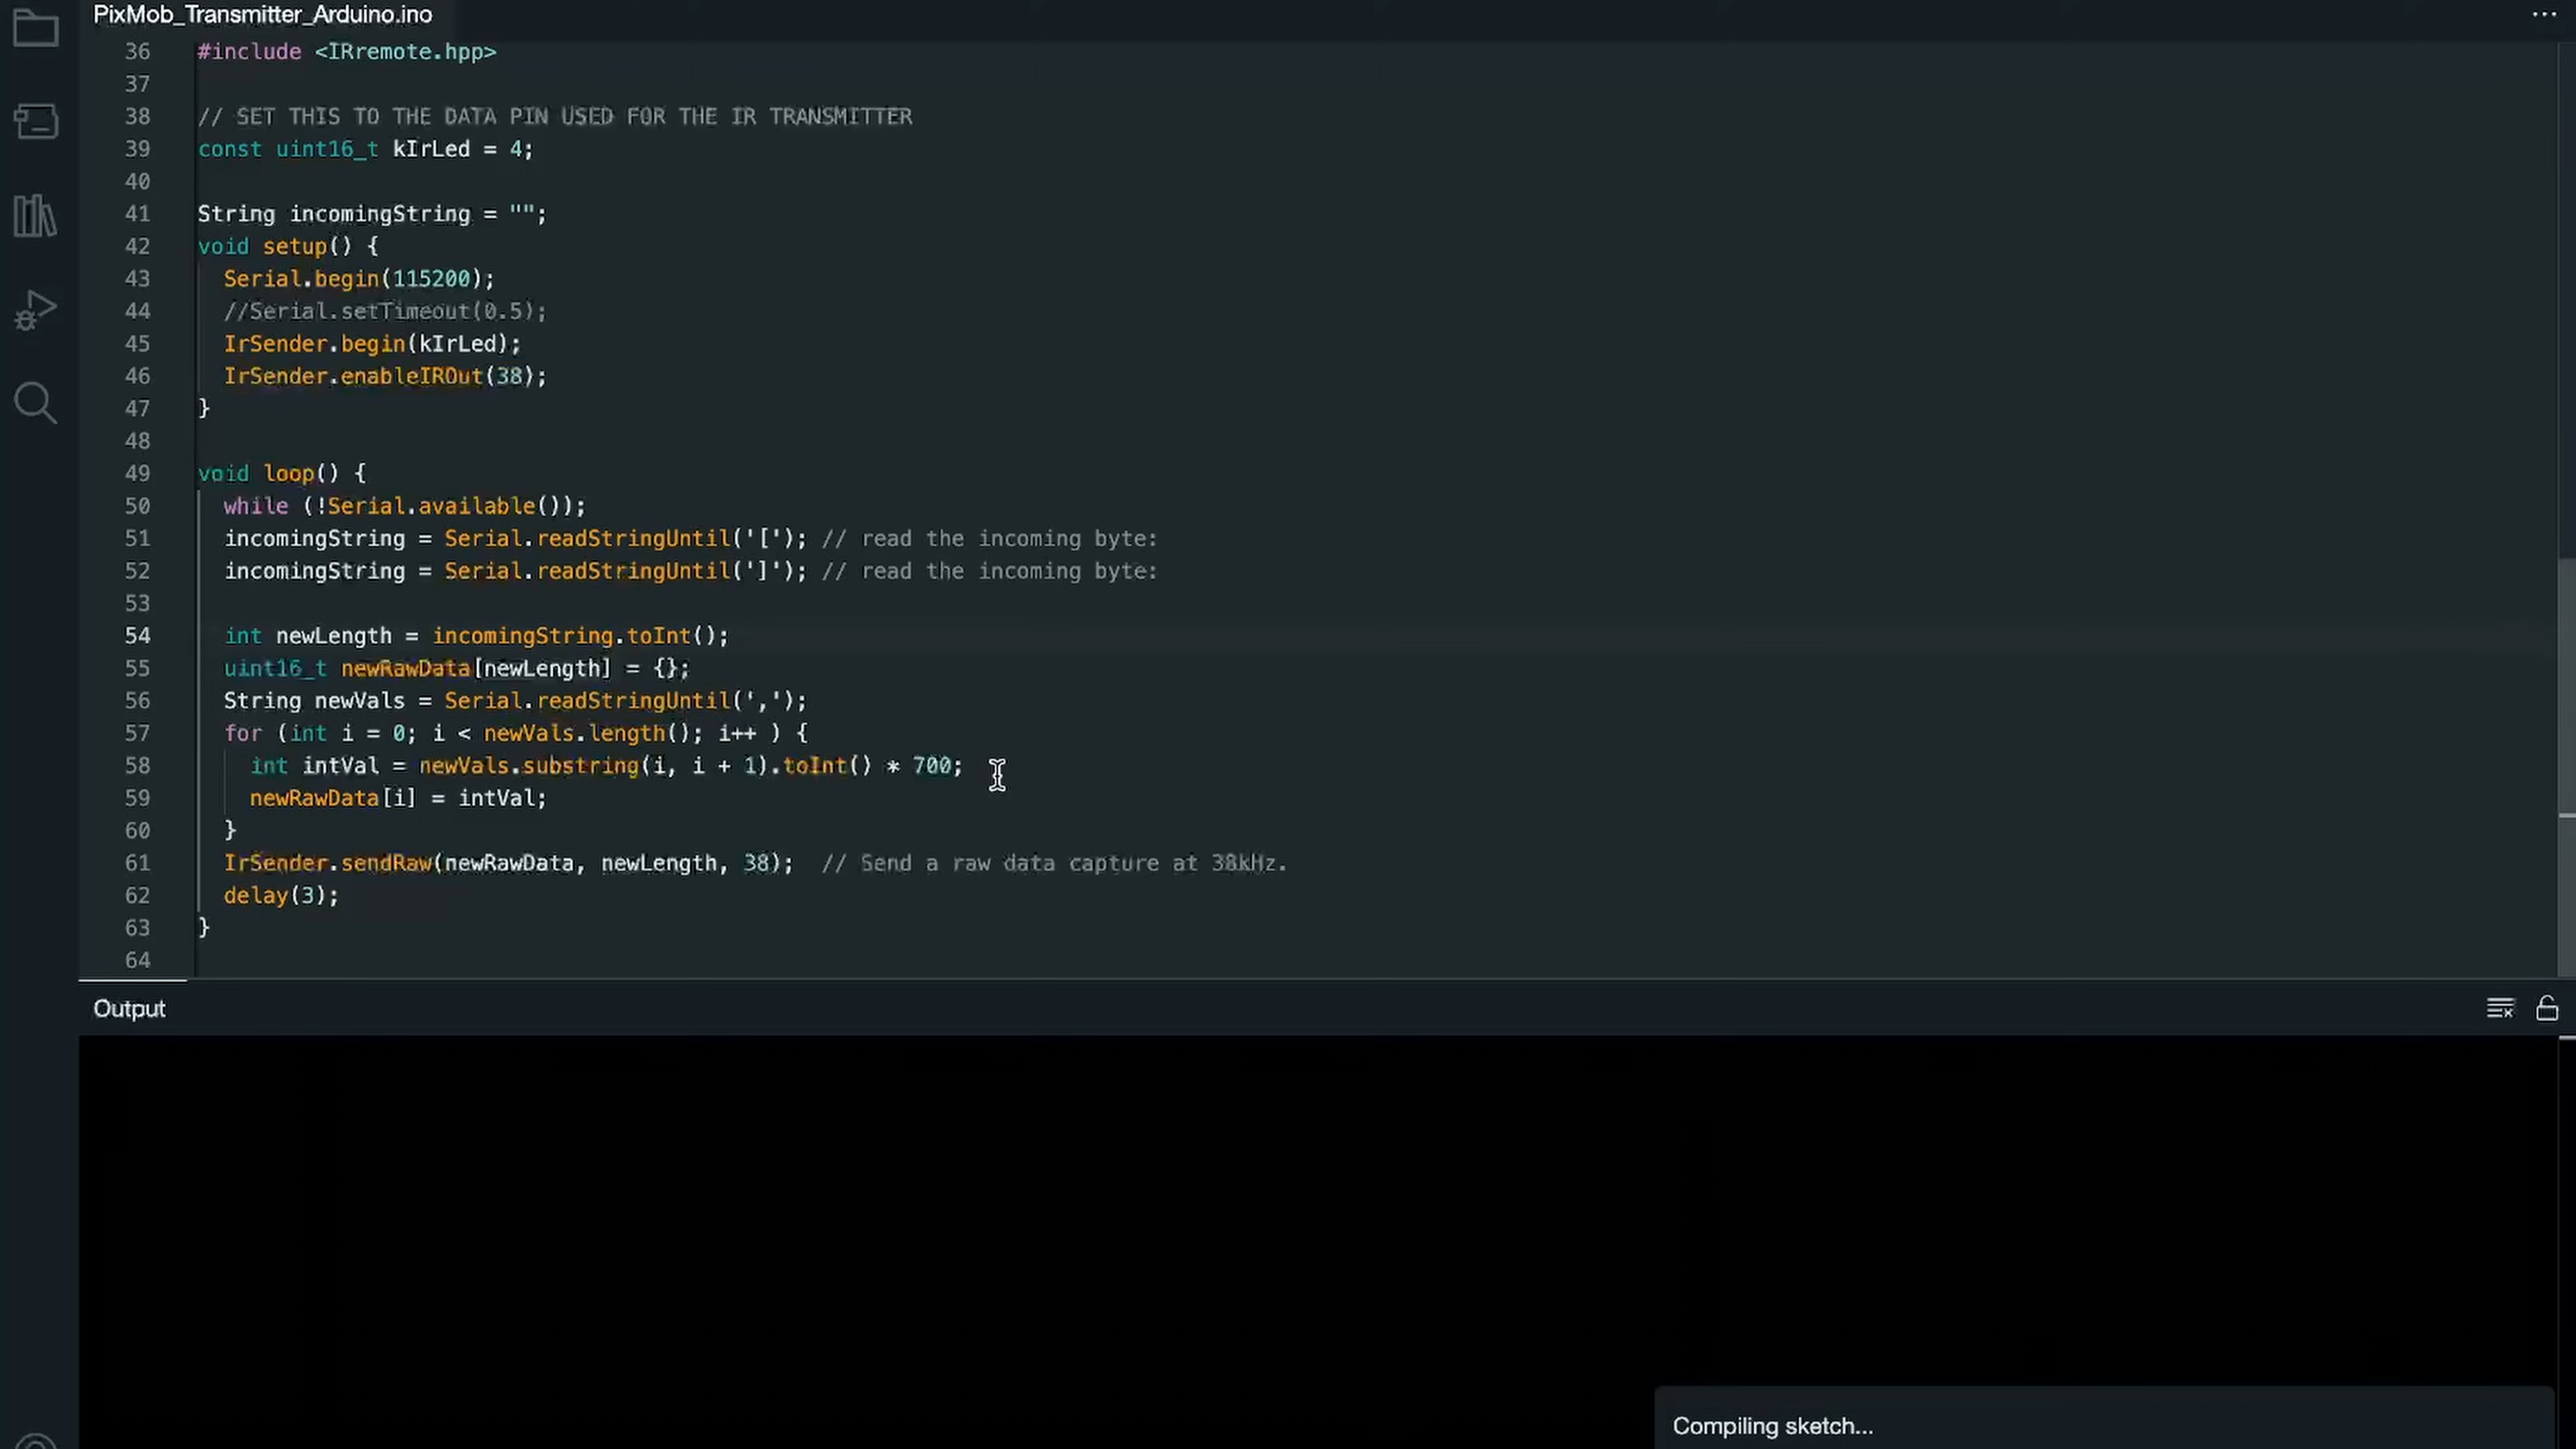 PixMob_Transmitter_Arduino.ino
36 #include <IRremote.hpp>
37
38 // SET THIS TO THE DATA PIN USED FOR THE IR TRANSMITTER
39 const uint16_t kIrLed = 4;
40
41 String incomingString = "";
42 void setup() {
43   Serial.begin(115200);
44   //Serial.setTimeout(0.5);
45   IrSender.begin(kIrLed);
46   IrSender.enableIROut(38);
47 }
48
49 void loop() {
50   while (!Serial.available());
51   incomingString = Serial.readStringUntil('['); // read the incoming byte:
52   incomingString = Serial.readStringUntil(']'); // read the incoming byte:
53
54   int newLength = incomingString.toInt();
55   uint16_t newRawData[newLength] = {};
56   String newVals = Serial.readStringUntil(',');
57   for (int i = 0; i < newVals.length(); i++ ) {
58     int intVal = newVals.substring(i, i + 1).toInt() * 700;
59     newRawData[i] = intVal;
60   }
61   IrSender.sendRaw(newRawData, newLength, 38);  // Send a raw data capture at 38kHz.
62   delay(3);
63 }
64
Output
Compiling sketch...